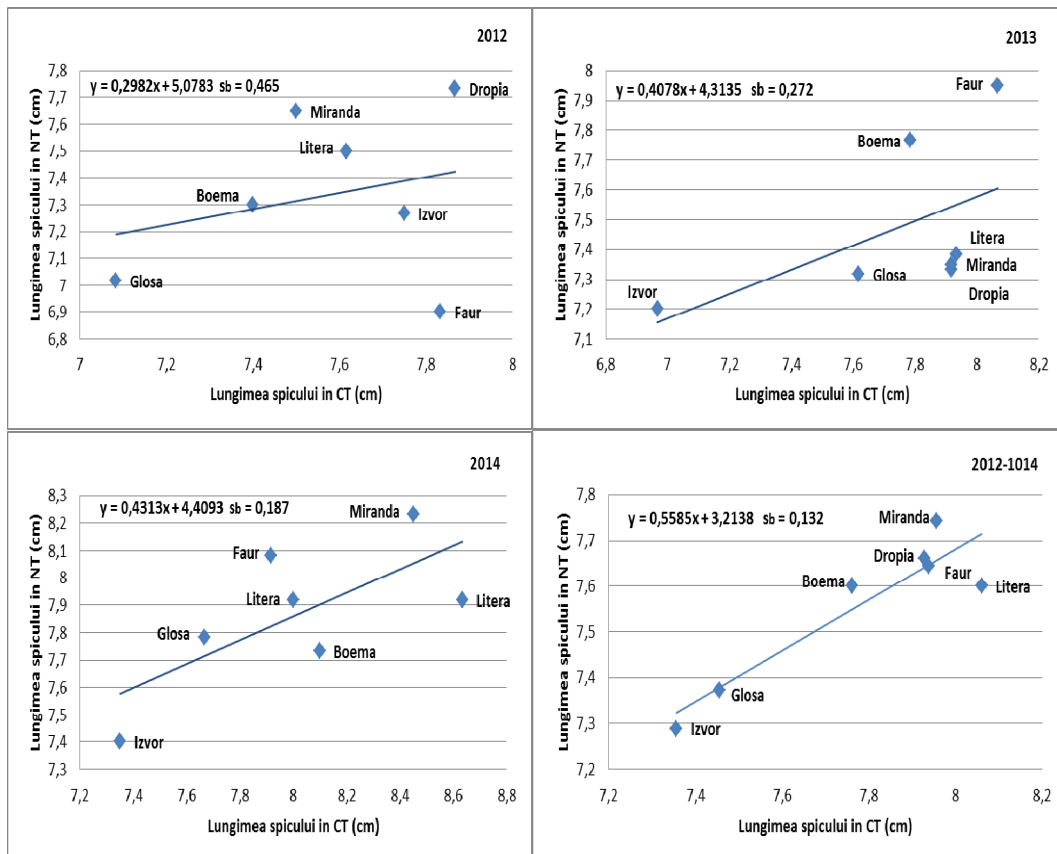 2012
y = 0,2982x + 5,0783 sb = 0,465
Lungimea spicului in NT (cm)
7,8
7,7
7,6
7,5
7,4
7,3
7,2
7,1
7
6,9
6,8
Dropia
Miranda
Litera
Boema
Izvor
Glosa
Faur
7
7,2
7,4
7,6
7,8
8
Lungimea spicului in CT (cm)
2013
y = 0,4078x + 4,3135 sb = 0,272
Lungimea spicului in NT (cm)
8
7,9
7,8
7,7
7,6
7,5
7,4
7,3
7,2
7,1
Faur
Boema
Litera
Miranda
Glosa
Dropia
Izvor
6,8
7
7,2
7,4
7,6
7,8
8
8,2
Lungimea spicului in CT (cm)
2014
y = 0,4313x + 4,4093 sb = 0,187
Lungimea spicului in NT (cm)
8,3
8,2
8,1
8
7,9
7,8
7,7
7,6
7,5
7,4
7,3
Miranda
Faur
Litera
Litera
Glosa
Boema
Izvor
7,2
7,4
7,6
7,8
8
8,2
8,4
8,6
8,8
Lungimea spicului in CT (cm)
2012-1014
y = 0,5585x + 3,2138 sb = 0,132
Lungimea spicului in NT (cm)
7,8
7,7
7,6
7,5
7,4
7,3
7,2
Miranda
Dropia
Faur
Boema
Litera
Glosa
Izvor
7,2
7,4
7,6
7,8
8
8,2
Lungimea spicului in CT (cm)